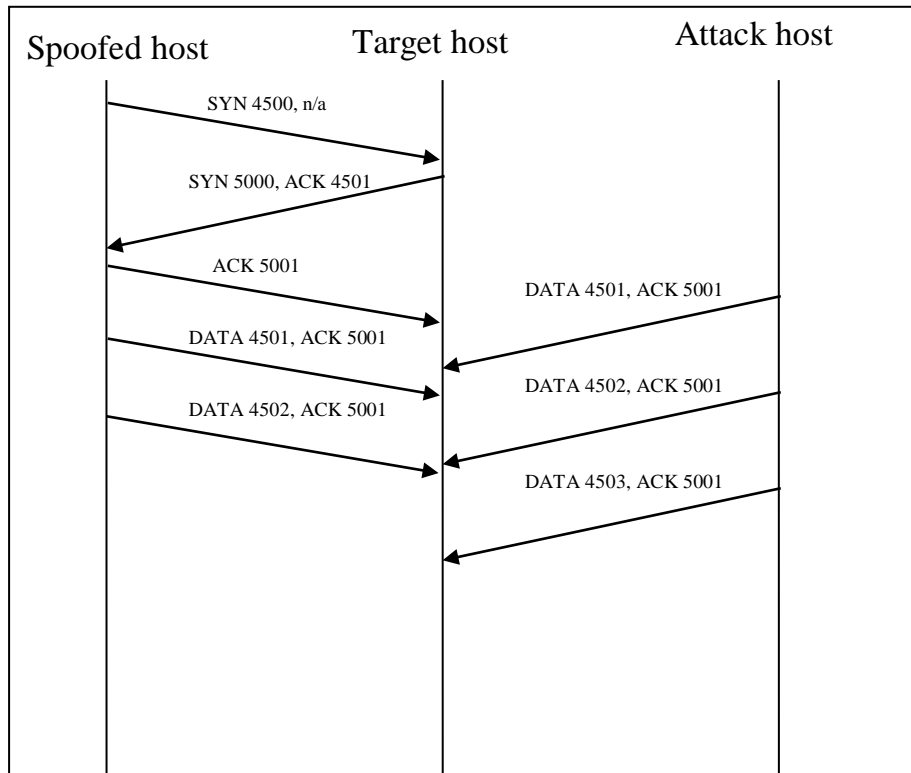 Spoofed host
Target host
Attack host
SYN 4500, n/a
SYN 5000, ACK 4501
ACK 5001
DATA 4501, ACK 5001
DATA 4501, ACK 5001
DATA 4502, ACK 5001
DATA 4502, ACK 5001
DATA 4503, ACK 5001